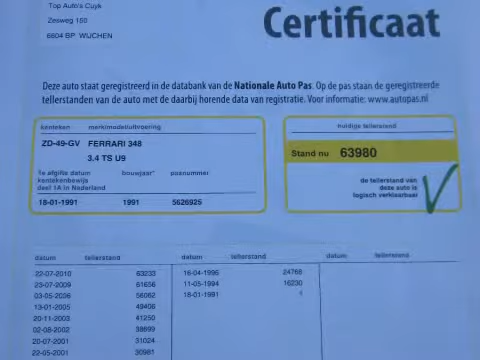 Top Auto's Cuyk
Zesweg 150
6604 BP WIJCHEN
Certificaat
Deze auto staat geregistreerd in de databank van de Nationale Auto Pas. Op de pas staan de geregistreerde
tellerstanden van de auto met de daarbij horende data van registratie. Voor informatie: www.autopas.nl
kenteken merk/model/uitvoering
ZD-49-GV FERRARI 348
3.4 TS U9
1e afgifte datum bouwjaar* pasnummer
kentekenbewijs
deel 1A in Nederland
18-01-1991 1991 5626925
huidige tellerstand
Stand nu 63980
de tellerstand van
deze auto is
logisch verklaarbaar
datum tellerstand datum tellerstand datum tellerstand
22-07-2010 63233 16-04-1996 24768
23-07-2009 61656 11-05-1994 16230
03-05-2006 56062 18-01-1991 1
13-01-2005 49406
20-11-2003 41250
02-08-2002 38699
20-07-2001 31024
22-05-2001 30981